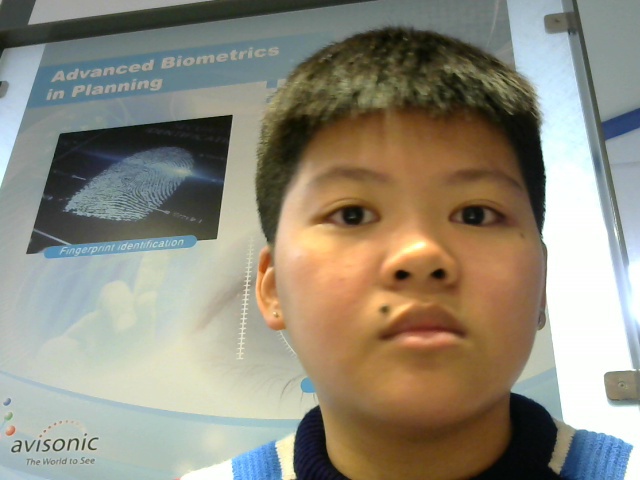 Advanced Biometrics
in Planning
Fingerprint identification
avisonic
The World to See